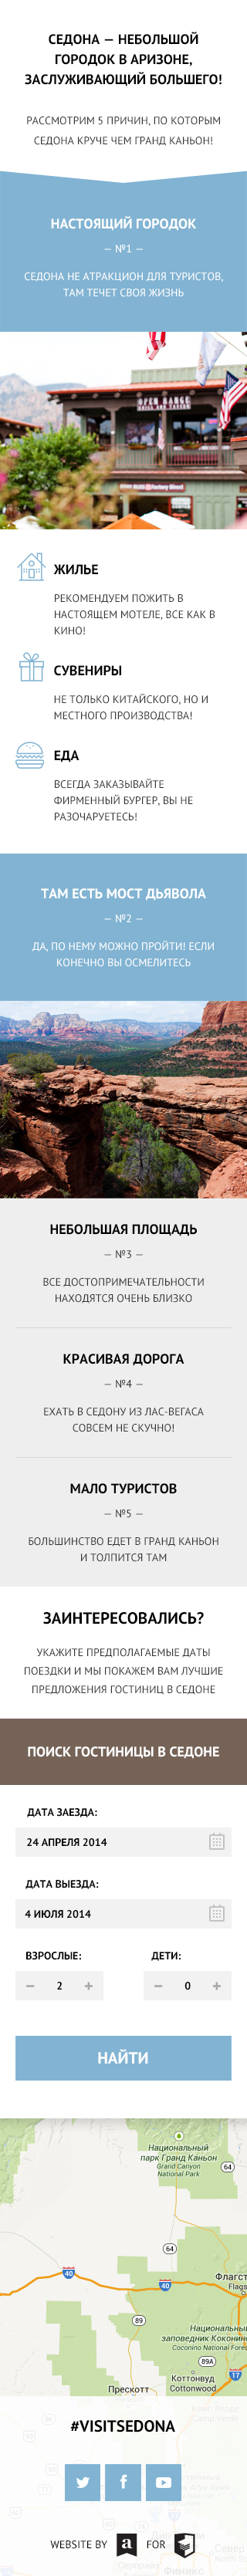 СЕДОНА — НЕБОЛЬШОЙ
ГОРОДОК В АРИЗОНЕ,
ЗАСЛУЖИВАЮЩИЙ БОЛЬШЕГО!
РАССМОТРИМ 5 ПРИЧИН, ПО КОТОРЫМ
СЕДОНА КРУЧЕ ЧЕМ ГРАНД КАНЬОН!
НАСТОЯЩИЙ ГОРОДОК
— №1 —
СЕДОНА НЕ АТРАКЦИОН ДЛЯ ТУРИСТОВ,
ТАМ ТЕЧЕТ СВОЯ ЖИЗНЬ
OPEN RANGE
ЖИЛЬЕ
РЕКОМЕНДУЕМ ПОЖИТЬ В
НАСТОЯЩЕМ МОТЕЛЕ, ВСЕ КАК В
КИНО!
СУВЕНИРЫ
НЕ ТОЛЬКО КИТАЙСКОГО, НО И
МЕСТНОГО ПРОИЗВОДСТВА!
ЕДА
ВСЕГДА ЗАКАЗЫВАЙТЕ
ФИРМЕННЫЙ БУРГЕР, ВЫ НЕ
РАЗОЧАРУЕТЕСЬ!
ТАМ ЕСТЬ МОСТ ДЬЯВОЛА
— №2 —
ДА, ПО НЕМУ МОЖНО ПРОЙТИ! ЕСЛИ
КОНЕЧНО ВЫ ОСМЕЛИТЕСЬ
НЕБОЛЬШАЯ ПЛОЩАДЬ
— №3 —
ВСЕ ДОСТОПРИМЕЧАТЕЛЬНОСТИ
НАХОДЯТСЯ ОЧЕНЬ БЛИЗКО
КРАСИВАЯ ДОРОГА
— №4 —
ЕХАТЬ В СЕДОНУ ИЗ ЛАС-ВЕГАСА
СОВСЕМ НЕ СКУЧНО!
МАЛО ТУРИСТОВ
— №5 —
БОЛЬШИНСТВО ЕДЕТ В ГРАНД КАНЬОН
И ТОЛПИТСЯ ТАМ
ЗАИНТЕРЕСОВАЛИСЬ?
УКАЖИТЕ ПРЕДПОЛАГАЕМЫЕ ДАТЫ
ПОЕЗДКИ И МЫ ПОКАЖЕМ ВАМ ЛУЧШИЕ
ПРЕДЛОЖЕНИЯ ГОСТИНИЦ В СЕДОНЕ
ПОИСК ГОСТИНИЦЫ В СЕДОНЕ
ДАТА ЗАЕЗДА:
24 АПРЕЛЯ 2014
ДАТА ВЫЕЗДА:
4 ИЮЛЯ 2014
ВЗРОСЛЫЕ: ДЕТИ:
− 2 + − 0 +
НАЙТИ
Национальный
парк Гранд Каньон
Grand Canyon
National Park
64
64
40
40
Флагст
Flags
89
Националь
заповедник Коконин
Coconino National Fores
89A
Коттонвуд
Cottonwood
17
Прескотт
#VISITSEDONA
WEBSITE BY a FOR